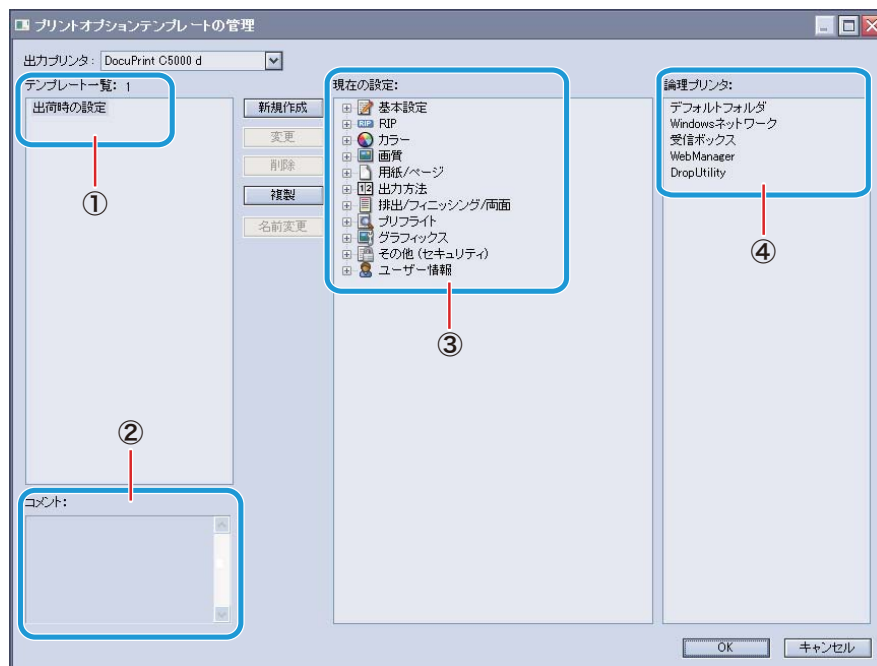 プリントオプションテンプレートの管理
出力プリンタ: DocuPrint C5000 d
テンプレート一覧: 1
出荷時の設定
①
新規作成
変更
削除
複製
名前変更
現在の設定:
基本設定
RIP RIP
カラー
画質
用紙/ページ
12 出力方法
排出/フィニッシング/両面
プリフライト
グラフィックス
その他(セキュリティ)
ユーザー情報
③
論理プリンタ:
デフォルトフォルダ
Windowsネットワーク
受信ボックス
WebManager
DropUtility
④
②
コメント:
OK
キャンセル